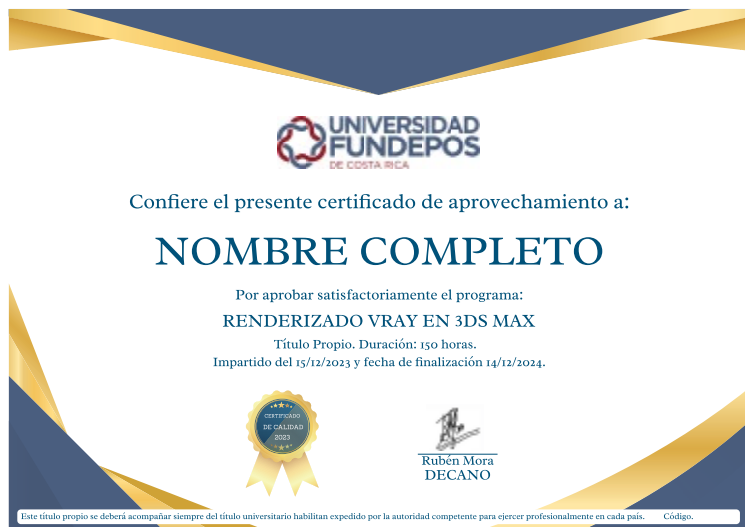 UNIVERSIDAD
FUNDEPOS
DE COSTA RICA
Confiere el presente certificado de aprovechamiento a:
NOMBRE COMPLETO
Por aprobar satisfactoriamente el programa:
RENDERIZADO VRAY EN 3DS MAX
Título Propio. Duración: 150 horas.
Impartido del 15/12/2023 y fecha de finalización 14/12/2024.
CERTIFICADO
DE CALIDAD
2023
Rubén Mora
DECANO
Este título propio se deberá acompañar siempre del título universitario habilitan expedido por la autoridad competente para ejercer profesionalmente en cada país. Código.